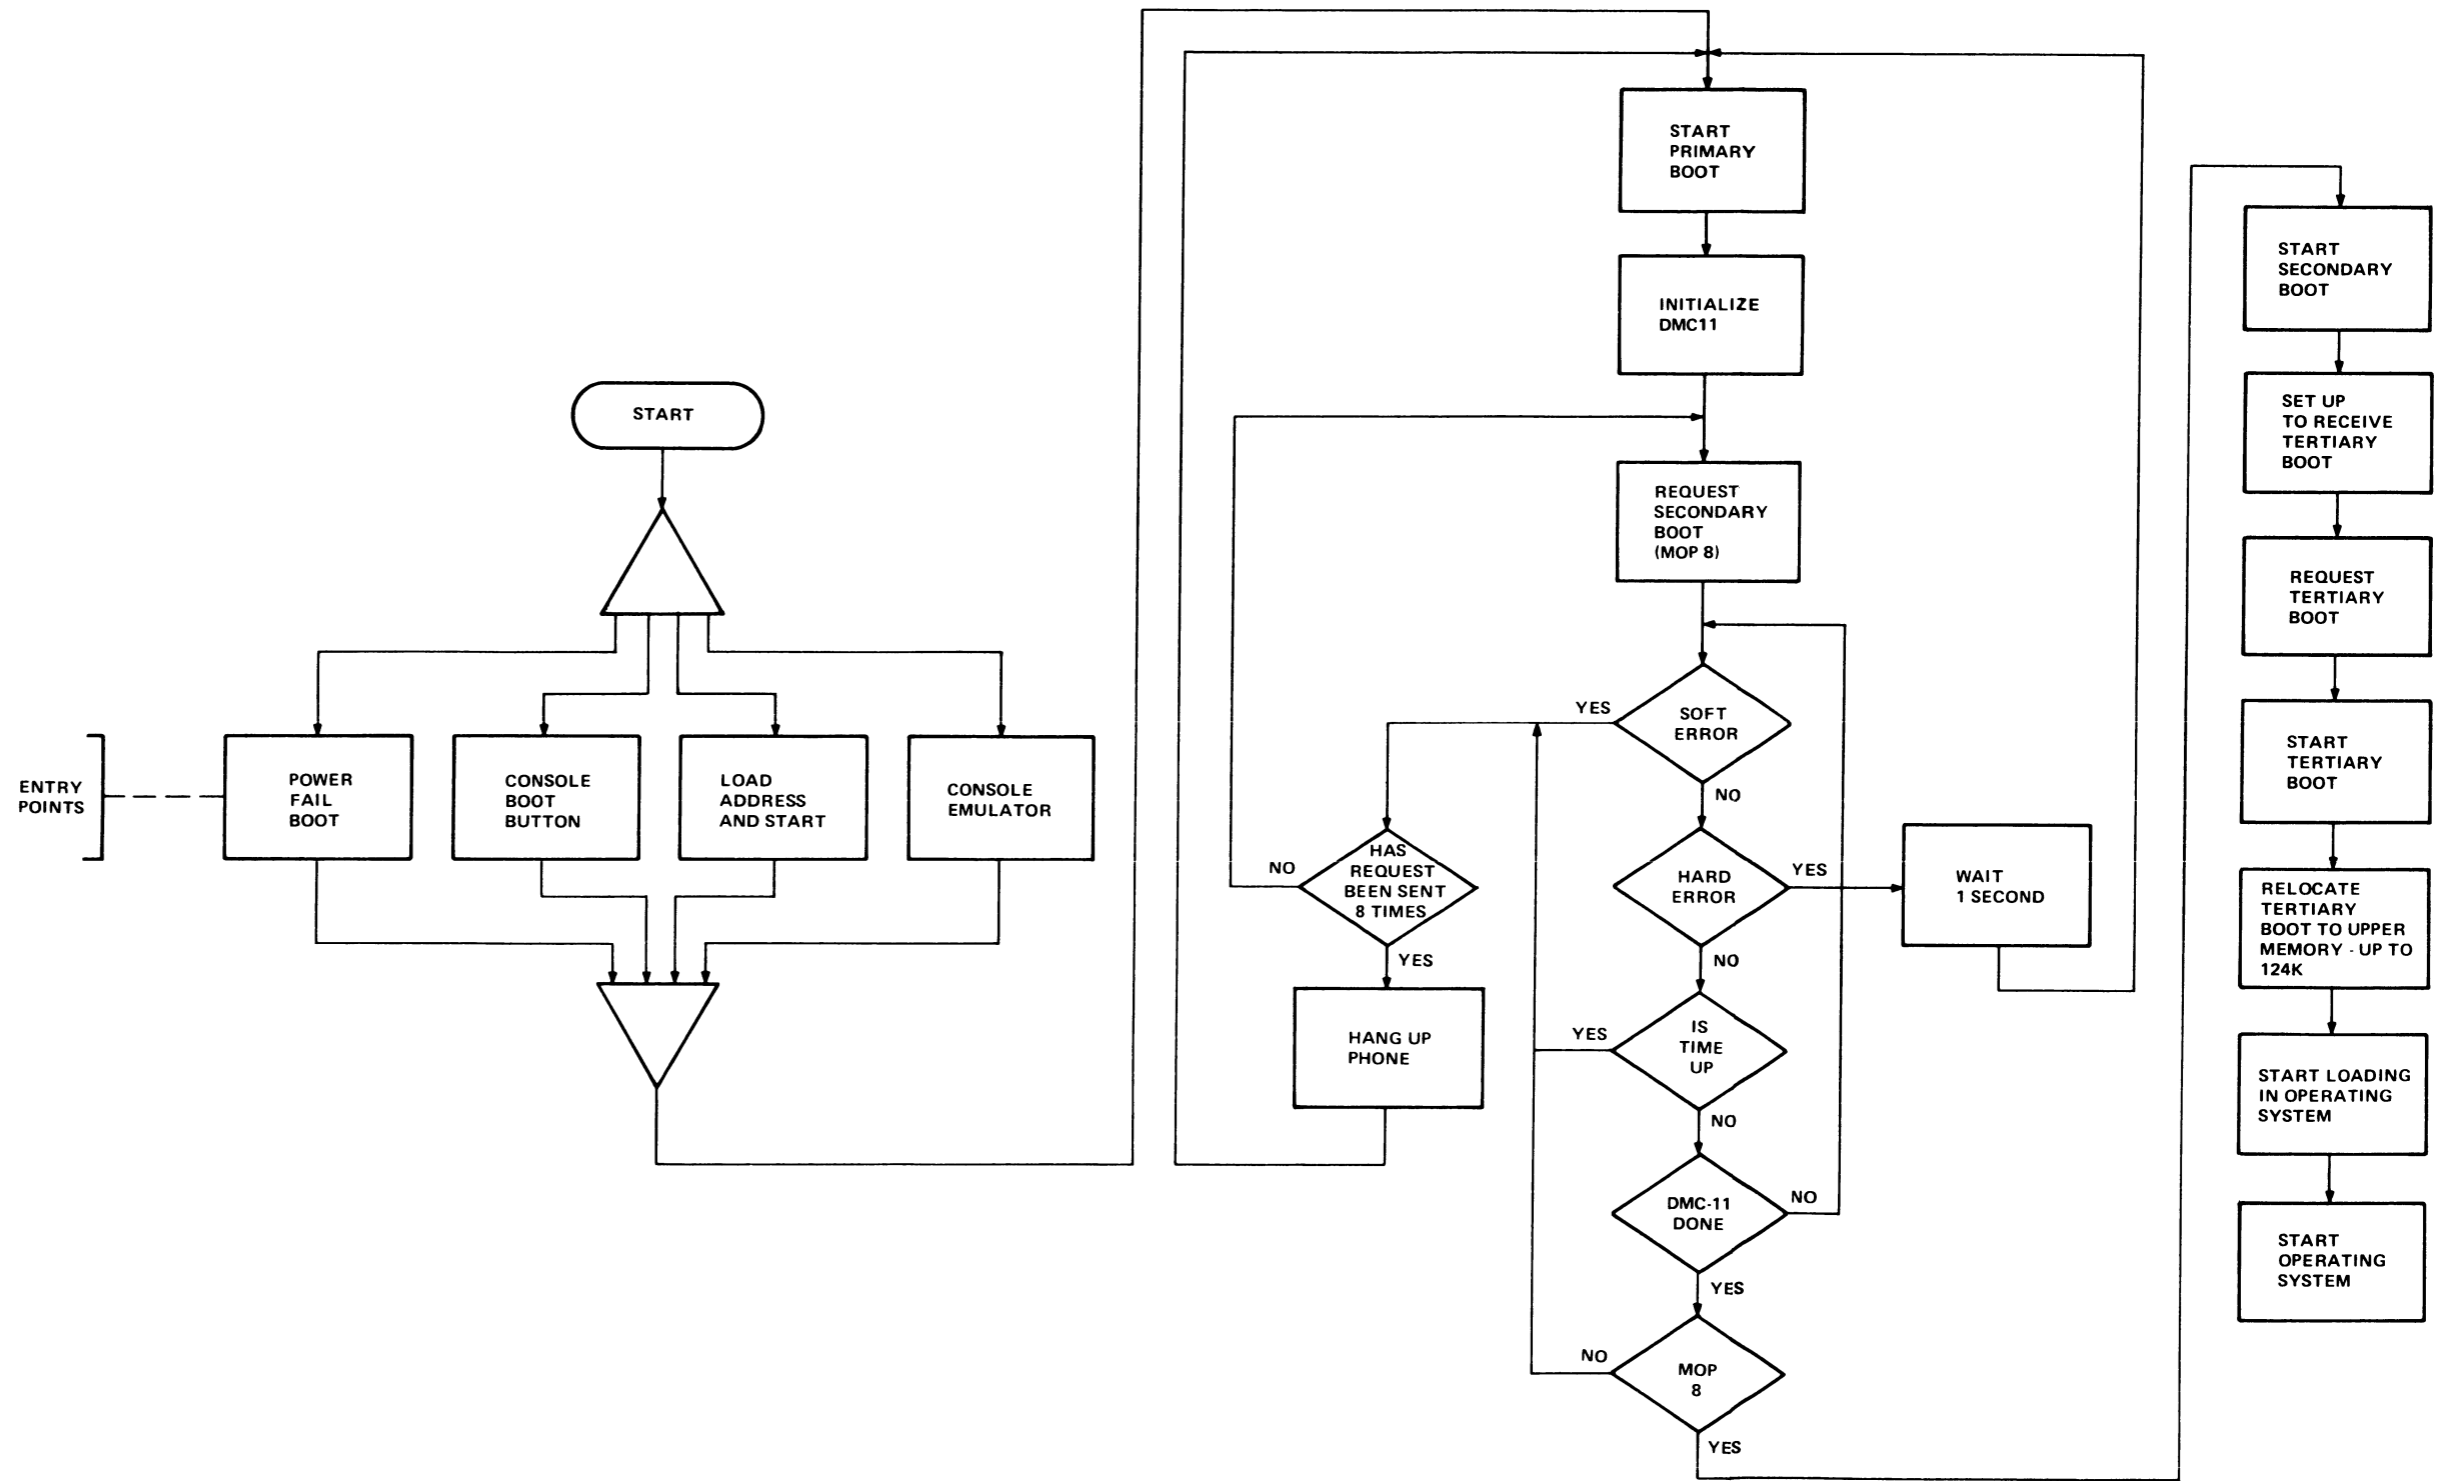 START
ENTRY
POINTS
POWER
FAIL
BOOT
CONSOLE
BOOT
BUTTON
LOAD
ADDRESS
AND START
CONSOLE
EMULATOR
START
PRIMARY
BOOT
INITIALIZE
DMC11
REQUEST
SECONDARY
BOOT
(MOP 8)
SOFT
ERROR
YES
NO
HAS
REQUEST
BEEN SENT
8 TIMES
NO
YES
HANG UP
PHONE
HARD
ERROR
YES
NO
WAIT
1 SECOND
IS
TIME
UP
YES
NO
DMC-11
DONE
NO
YES
MOP
8
NO
YES
START
SECONDARY
BOOT
SET UP
TO RECEIVE
TERTIARY
BOOT
REQUEST
TERTIARY
BOOT
START
TERTIARY
BOOT
RELOCATE
TERTIARY
BOOT TO UPPER
MEMORY - UP TO
124K
START LOADING
IN OPERATING
SYSTEM
START
OPERATING
SYSTEM